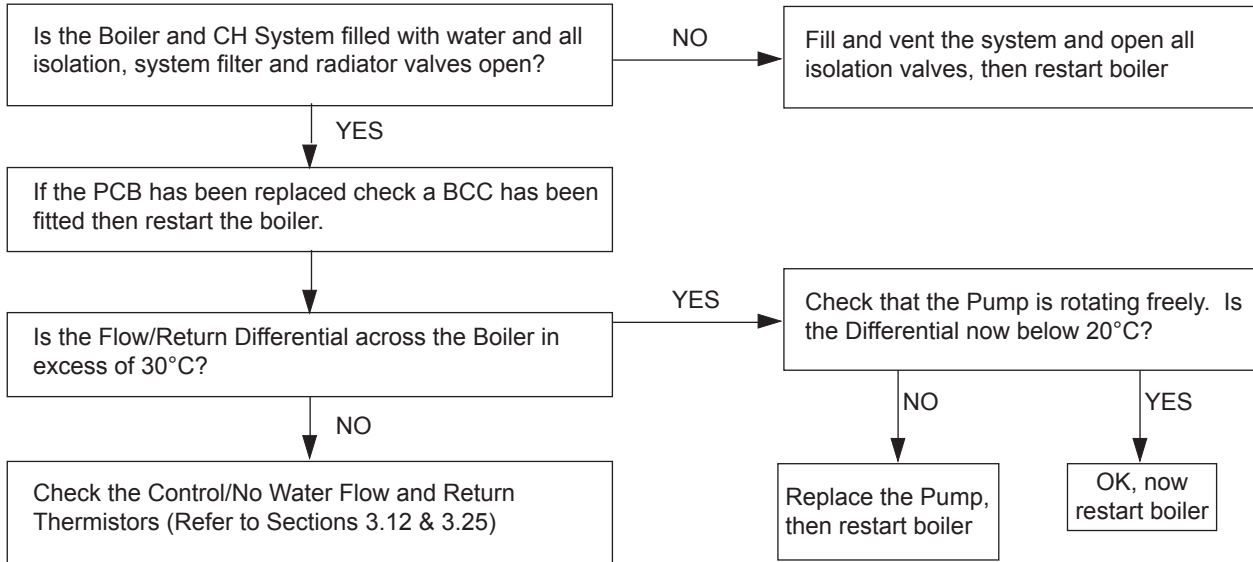 Is the Boiler and CH System filled with water and all
isolation, system filter and radiator valves open?
NO
Fill and vent the system and open all
isolation valves, then restart boiler
YES
If the PCB has been replaced check a BCC has been
fitted then restart the boiler.
Is the Flow/Return Differential across the Boiler in
excess of 30°C?
YES
Check that the Pump is rotating freely.  Is
the Differential now below 20°C?
NO
Check the Control/No Water Flow and Return
Thermistors (Refer to Sections 3.12 & 3.25)
NO
Replace the Pump,
then restart boiler
YES
OK, now
restart boiler